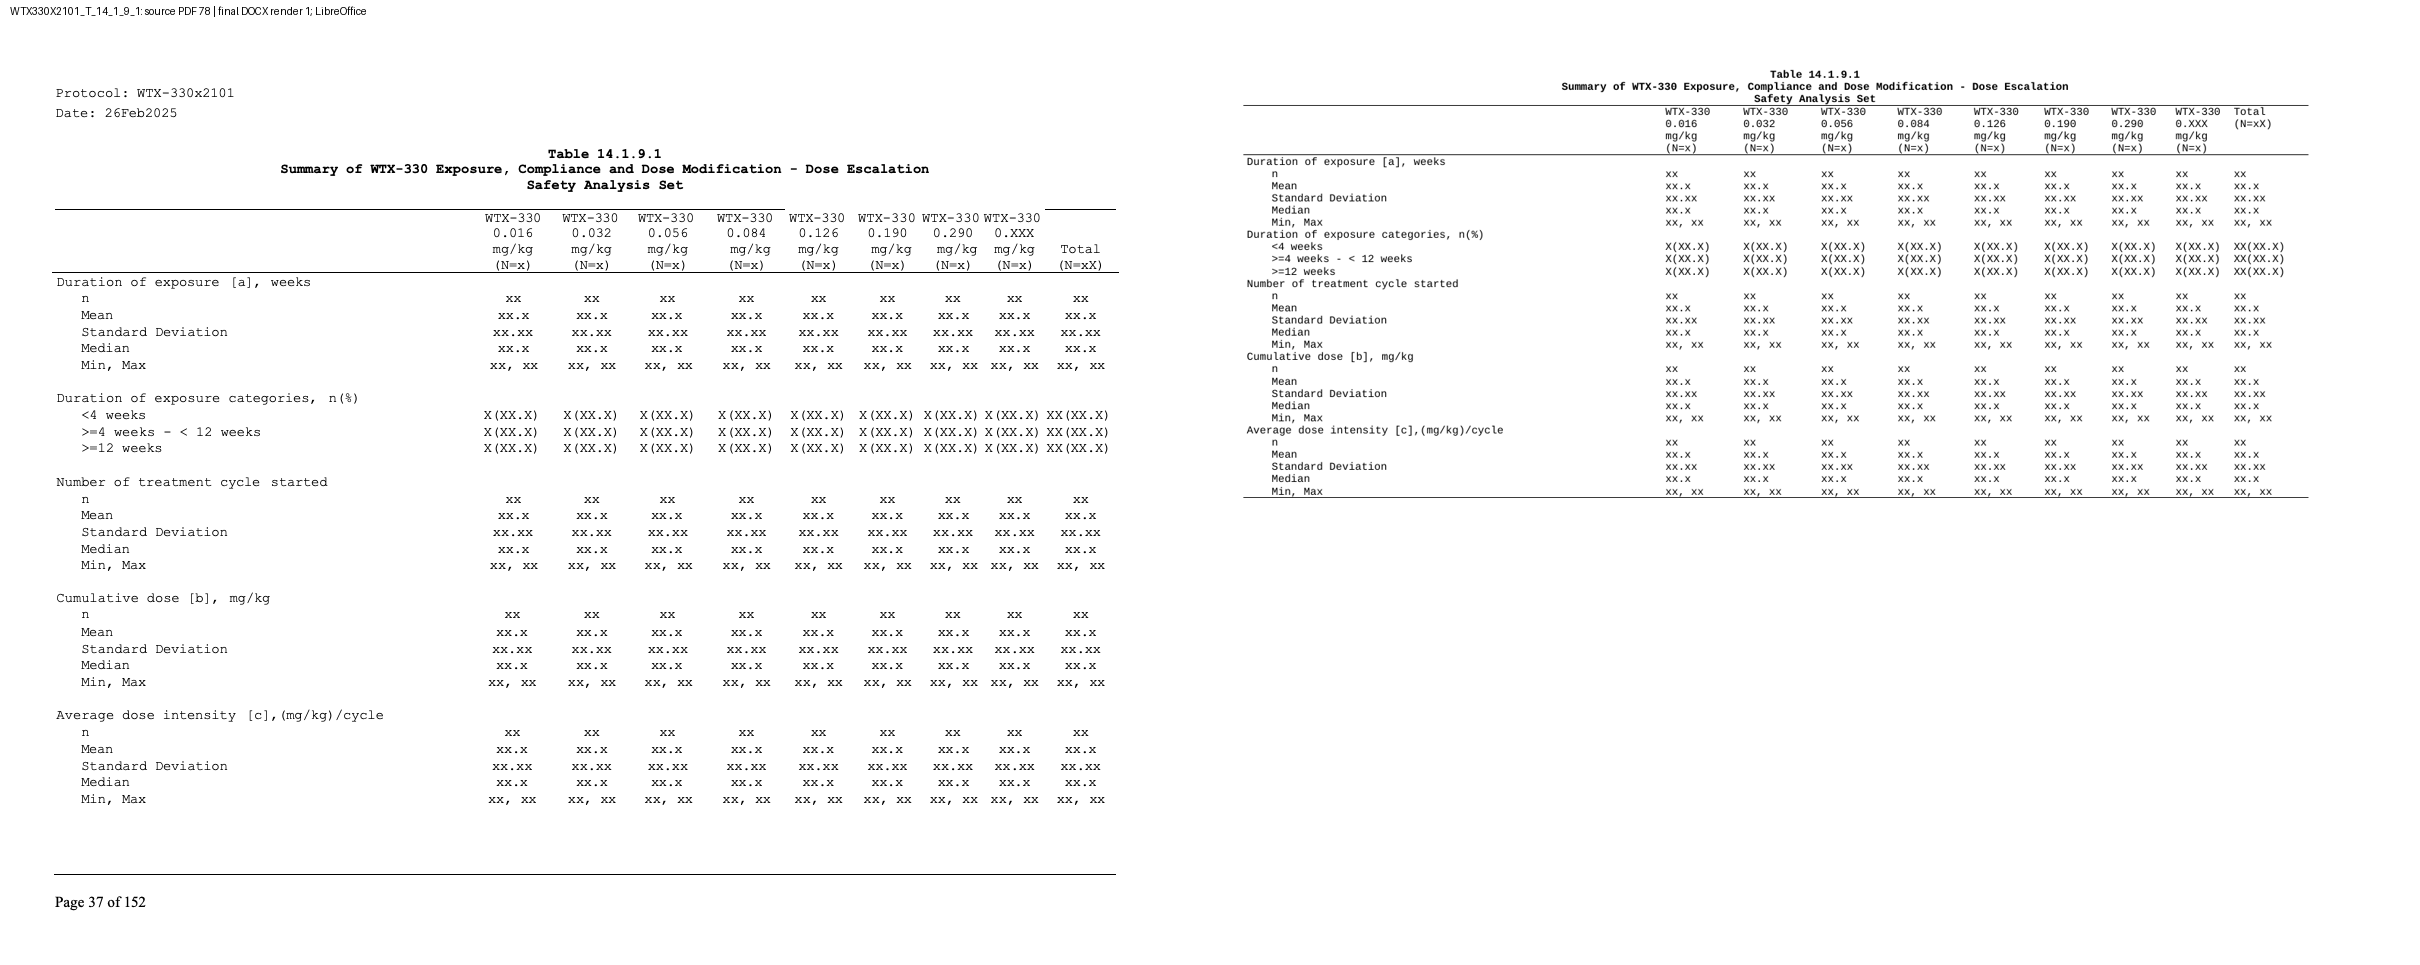 WTX330X2101_T_14_1_9_1: source PDF 78 | final DOCX render 1; LibreOffice
Protocol: WTX-330x2101
Date: 26Feb2025
Table 14.1.9.1
Summary of WTX-330 Exposure, Compliance and Dose Modification - Dose Escalation
Safety Analysis Set
WTX-330 WTX-330 WTX-330 WTX-330 WTX-330 WTX-330 WTX-330 WTX-330
0.016 0.032 0.056 0.084 0.126 0.190 0.290 0.XXX
mg/kg mg/kg mg/kg mg/kg mg/kg mg/kg mg/kg mg/kg Total
(N=x) (N=x) (N=x) (N=x) (N=x) (N=x) (N=x) (N=x) (N=xX)
Duration of exposure [a], weeks
n xx xx xx xx xx xx xx xx xx
Mean xx.x xx.x xx.x xx.x xx.x xx.x xx.x xx.x xx.x
Standard Deviation xx.xx xx.xx xx.xx xx.xx xx.xx xx.xx xx.xx xx.xx xx.xx
Median xx.x xx.x xx.x xx.x xx.x xx.x xx.x xx.x xx.x
Min, Max xx, xx xx, xx xx, xx xx, xx xx, xx xx, xx xx, xx xx, xx xx, xx
Duration of exposure categories, n(%)
<4 weeks X(XX.X) X(XX.X) X(XX.X) X(XX.X) X(XX.X) X(XX.X) X(XX.X) X(XX.X) XX(XX.X)
>=4 weeks - < 12 weeks X(XX.X) X(XX.X) X(XX.X) X(XX.X) X(XX.X) X(XX.X) X(XX.X) X(XX.X) XX(XX.X)
>=12 weeks X(XX.X) X(XX.X) X(XX.X) X(XX.X) X(XX.X) X(XX.X) X(XX.X) X(XX.X) XX(XX.X)
Number of treatment cycle started
n xx xx xx xx xx xx xx xx xx
Mean xx.x xx.x xx.x xx.x xx.x xx.x xx.x xx.x xx.x
Standard Deviation xx.xx xx.xx xx.xx xx.xx xx.xx xx.xx xx.xx xx.xx xx.xx
Median xx.x xx.x xx.x xx.x xx.x xx.x xx.x xx.x xx.x
Min, Max xx, xx xx, xx xx, xx xx, xx xx, xx xx, xx xx, xx xx, xx xx, xx
Cumulative dose [b], mg/kg
n xx xx xx xx xx xx xx xx xx
Mean xx.x xx.x xx.x xx.x xx.x xx.x xx.x xx.x xx.x
Standard Deviation xx.xx xx.xx xx.xx xx.xx xx.xx xx.xx xx.xx xx.xx xx.xx
Median xx.x xx.x xx.x xx.x xx.x xx.x xx.x xx.x xx.x
Min, Max xx, xx xx, xx xx, xx xx, xx xx, xx xx, xx xx, xx xx, xx xx, xx
Average dose intensity [c],(mg/kg)/cycle
n xx xx xx xx xx xx xx xx xx
Mean xx.x xx.x xx.x xx.x xx.x xx.x xx.x xx.x xx.x
Standard Deviation xx.xx xx.xx xx.xx xx.xx xx.xx xx.xx xx.xx xx.xx xx.xx
Median xx.x xx.x xx.x xx.x xx.x xx.x xx.x xx.x xx.x
Min, Max xx, xx xx, xx xx, xx xx, xx xx, xx xx, xx xx, xx xx, xx xx, xx
Page 37 of 152
Table 14.1.9.1
Summary of WTX-330 Exposure, Compliance and Dose Modification - Dose Escalation
Safety Analysis Set
WTX-330 WTX-330 WTX-330 WTX-330 WTX-330 WTX-330 WTX-330 WTX-330 Total
0.016 0.032 0.056 0.084 0.126 0.190 0.290 0.XXX (N=xX)
mg/kg mg/kg mg/kg mg/kg mg/kg mg/kg mg/kg mg/kg
(N=x) (N=x) (N=x) (N=x) (N=x) (N=x) (N=x) (N=x)
Duration of exposure [a], weeks
n xx xx xx xx xx xx xx xx xx
Mean xx.x xx.x xx.x xx.x xx.x xx.x xx.x xx.x xx.x
Standard Deviation xx.xx xx.xx xx.xx xx.xx xx.xx xx.xx xx.xx xx.xx xx.xx
Median xx.x xx.x xx.x xx.x xx.x xx.x xx.x xx.x xx.x
Min, Max xx, xx xx, xx xx, xx xx, xx xx, xx xx, xx xx, xx xx, xx xx, xx
Duration of exposure categories, n(%)
<4 weeks X(XX.X) X(XX.X) X(XX.X) X(XX.X) X(XX.X) X(XX.X) X(XX.X) X(XX.X) XX(XX.X)
>=4 weeks - < 12 weeks X(XX.X) X(XX.X) X(XX.X) X(XX.X) X(XX.X) X(XX.X) X(XX.X) X(XX.X) XX(XX.X)
>=12 weeks X(XX.X) X(XX.X) X(XX.X) X(XX.X) X(XX.X) X(XX.X) X(XX.X) X(XX.X) XX(XX.X)
Number of treatment cycle started
n xx xx xx xx xx xx xx xx xx
Mean xx.x xx.x xx.x xx.x xx.x xx.x xx.x xx.x xx.x
Standard Deviation xx.xx xx.xx xx.xx xx.xx xx.xx xx.xx xx.xx xx.xx xx.xx
Median xx.x xx.x xx.x xx.x xx.x xx.x xx.x xx.x xx.x
Min, Max xx, xx xx, xx xx, xx xx, xx xx, xx xx, xx xx, xx xx, xx xx, xx
Cumulative dose [b], mg/kg
n xx xx xx xx xx xx xx xx xx
Mean xx.x xx.x xx.x xx.x xx.x xx.x xx.x xx.x xx.x
Standard Deviation xx.xx xx.xx xx.xx xx.xx xx.xx xx.xx xx.xx xx.xx xx.xx
Median xx.x xx.x xx.x xx.x xx.x xx.x xx.x xx.x xx.x
Min, Max xx, xx xx, xx xx, xx xx, xx xx, xx xx, xx xx, xx xx, xx xx, xx
Average dose intensity [c],(mg/kg)/cycle
n xx xx xx xx xx xx xx xx xx
Mean xx.x xx.x xx.x xx.x xx.x xx.x xx.x xx.x xx.x
Standard Deviation xx.xx xx.xx xx.xx xx.xx xx.xx xx.xx xx.xx xx.xx xx.xx
Median xx.x xx.x xx.x xx.x xx.x xx.x xx.x xx.x xx.x
Min, Max xx, xx xx, xx xx, xx xx, xx xx, xx xx, xx xx, xx xx, xx xx, xx